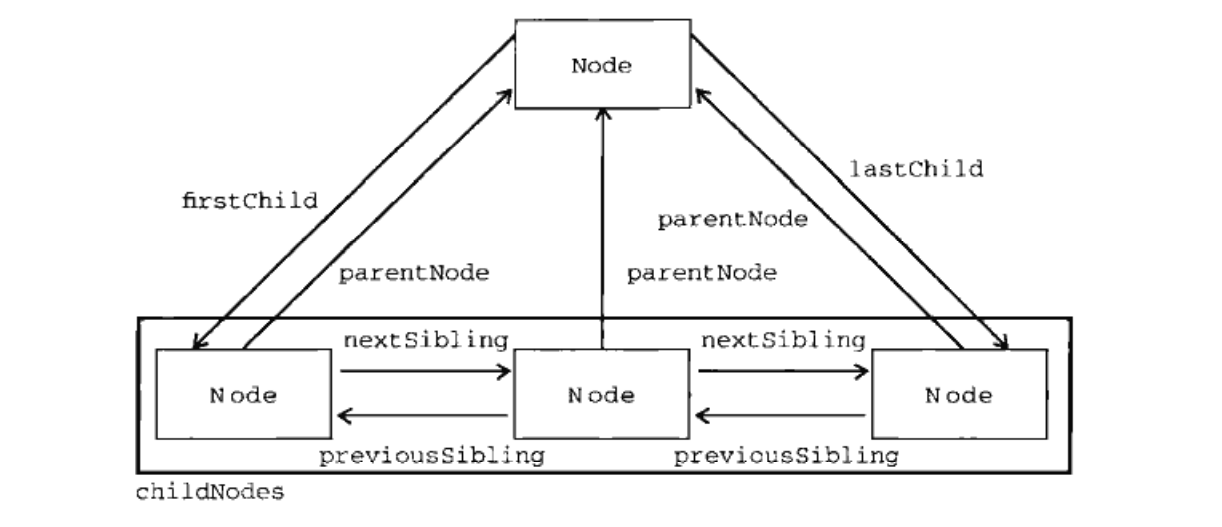 Node
lastChild
firstChild
parentNode
parentNode
parentNode
nextSibling
nextSibling
Node
Node
Node
previousSibling
previousSibling
childNodes